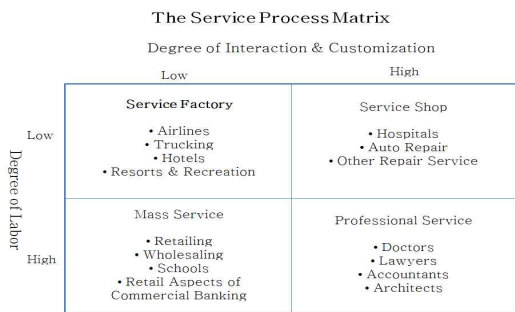 The Service Process Matrix
Degree of Interaction & Customization
Low
High
Degree of Labor
Low
Service Factory
• Airlines
• Trucking
• Hotels
• Resorts & Recreation
Service Shop
• Hospitals
• Auto Repair
• Other Repair Service
High
Mass Service
• Retailing
• Wholesaling
• Schools
• Retail Aspects of
Commercial Banking
Professional Service
• Doctors
• Lawyers
• Accountants
• Architects